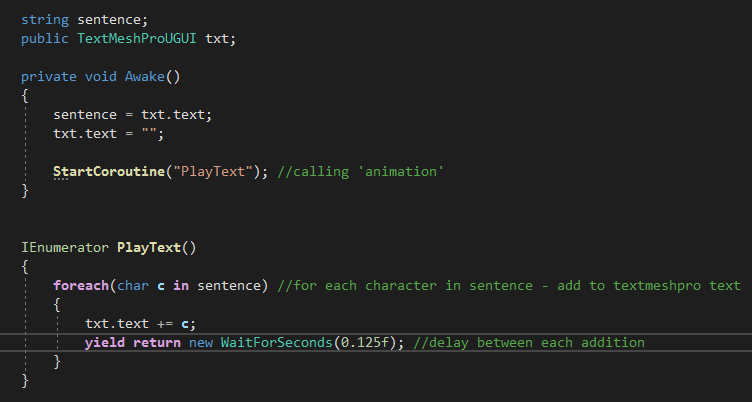 string sentence;
public TextMeshProUGUI txt;
private void Awake()
{
sentence = txt.text;
txt.text = "";
StartCoroutine("PlayText"); //calling 'animation'
}
IEnumerator PlayText()
{
foreach(char c in sentence) //for each character in sentence - add to textmeshpro text
{
txt.text += c;
yield return new WaitForSeconds(0.125f); //delay between each addition
}
}